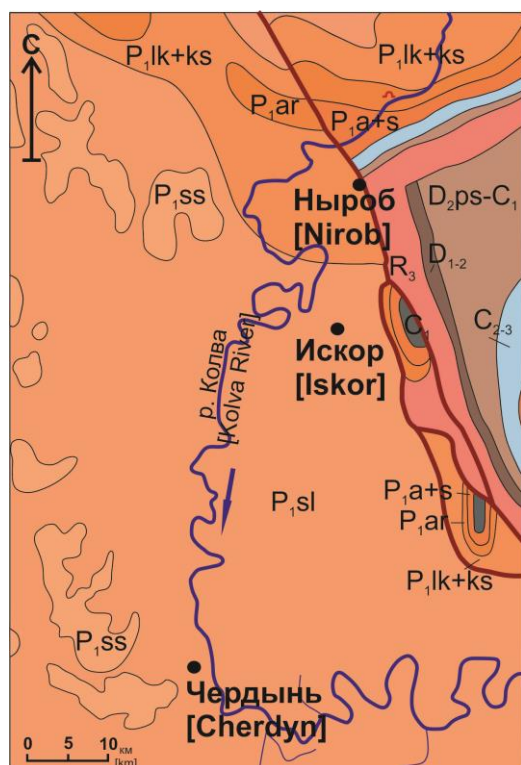 С
P₁lk+ks
P₁lk+ks
P₁ar
P₁a+s
P₁ss
Ныроб
[Nirob]
D₂ps-C₁
D₁₋₂
R₃
C₁
C₂₋₃
Искор
[Iskor]
р. Колва
[Kolva River]
P₁sl
P₁a+s
P₁ar
P₁lk+ks
P₁ss
Чердынь
[Cherdyn]
0 5 10 км
[km]